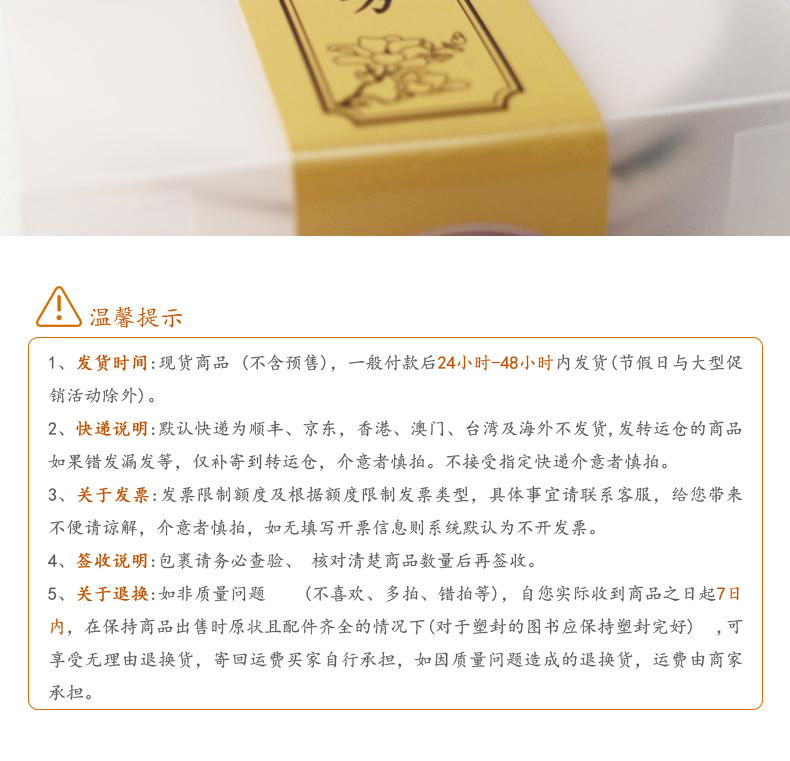 温馨提示
1、发货时间:现货商品 (不含预售), 一般付款后24小时-48小时内发货(节假日与大型促
销活动除外)。
2、快递说明:默认快递为顺丰、京东, 香港、澳门、台湾及海外不发货,发转运仓的商品
如果错发漏发等, 仅补寄到转运仓, 介意者慎拍。不接受指定快递介意者慎拍。
3、关于发票:发票限制额度及根据额度限制发票类型, 具体事宜请联系客服, 给您带来
不便请谅解, 介意者慎拍, 如无填写开票信息则系统默认为不开发票。
4、签收说明:包裹请务必查验、 核对清楚商品数量后再签收。
5、关于退换:如非质量问题 (不喜欢、多拍、错拍等), 自您实际收到商品之日起7日
内, 在保持商品出售时原状且配件齐全的情况下(对于塑封的图书应保持塑封完好) ,可
享受无理由退换货, 寄回运费买家自行承担, 如因质量问题造成的退换货, 运费由商家
承担。